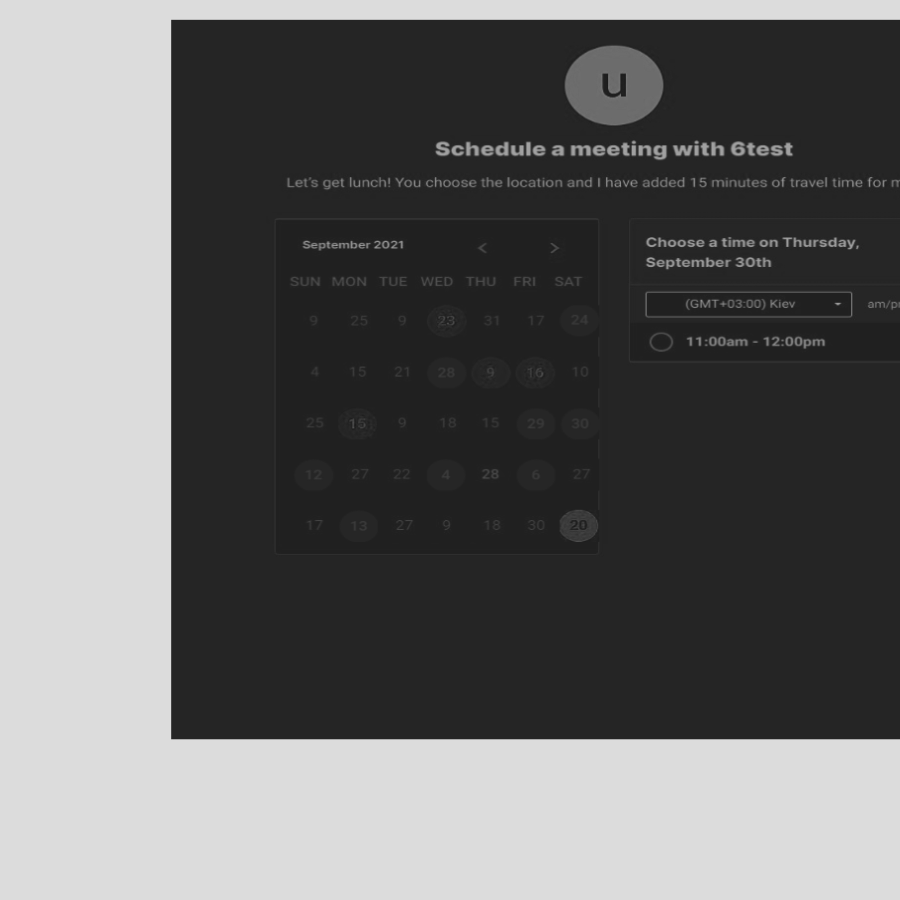 u
Schedule a meeting with 6test
Let's get lunch! You choose the location and I have added 15 minutes of travel time for m
September 2021 < >
SUN MON TUE WED THU FRI SAT
9 25 9 23 31 17 24
4 15 21 28 9 16 10
25 15 9 18 15 29 30
12 27 22 4 28 6 27
17 13 27 9 18 30 20
Choose a time on Thursday,
September 30th
(GMT+03:00) Kiev am/p
11:00am - 12:00pm